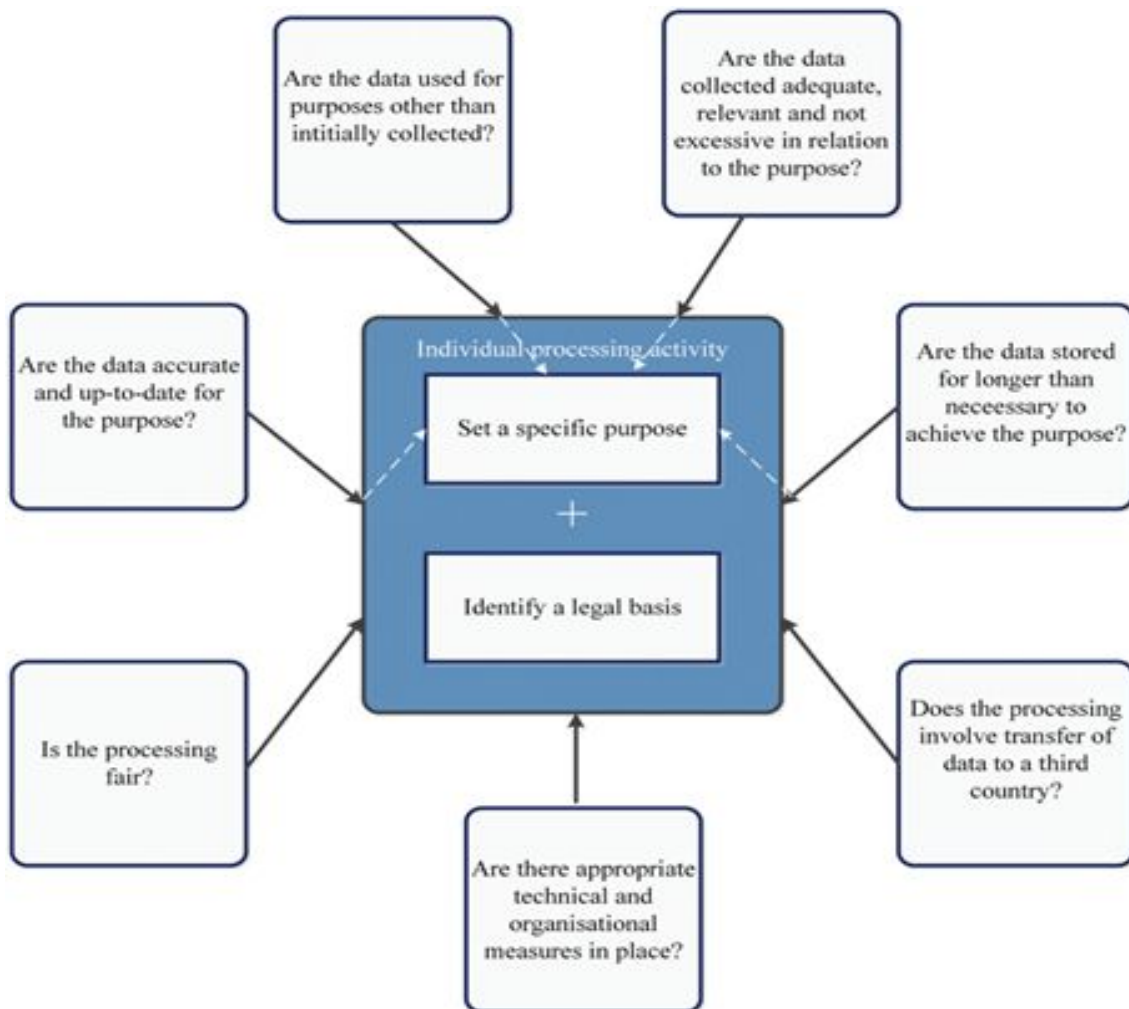 Are the data used for
purposes other than
intitially collected?
Are the data
collected adequate,
relevant and not
excessive in relation
to the purpose?
Are the data accurate
and up-to-date for
the purpose?
Individual processing activity
Set a specific purpose
+
Identify a legal basis
Are the data stored
for longer than
neceessary to
achieve the purpose?
Is the processing
fair?
Does the processing
involve transfer of
data to a third
country?
Are there appropriate
technical and
organisational
measures in place?